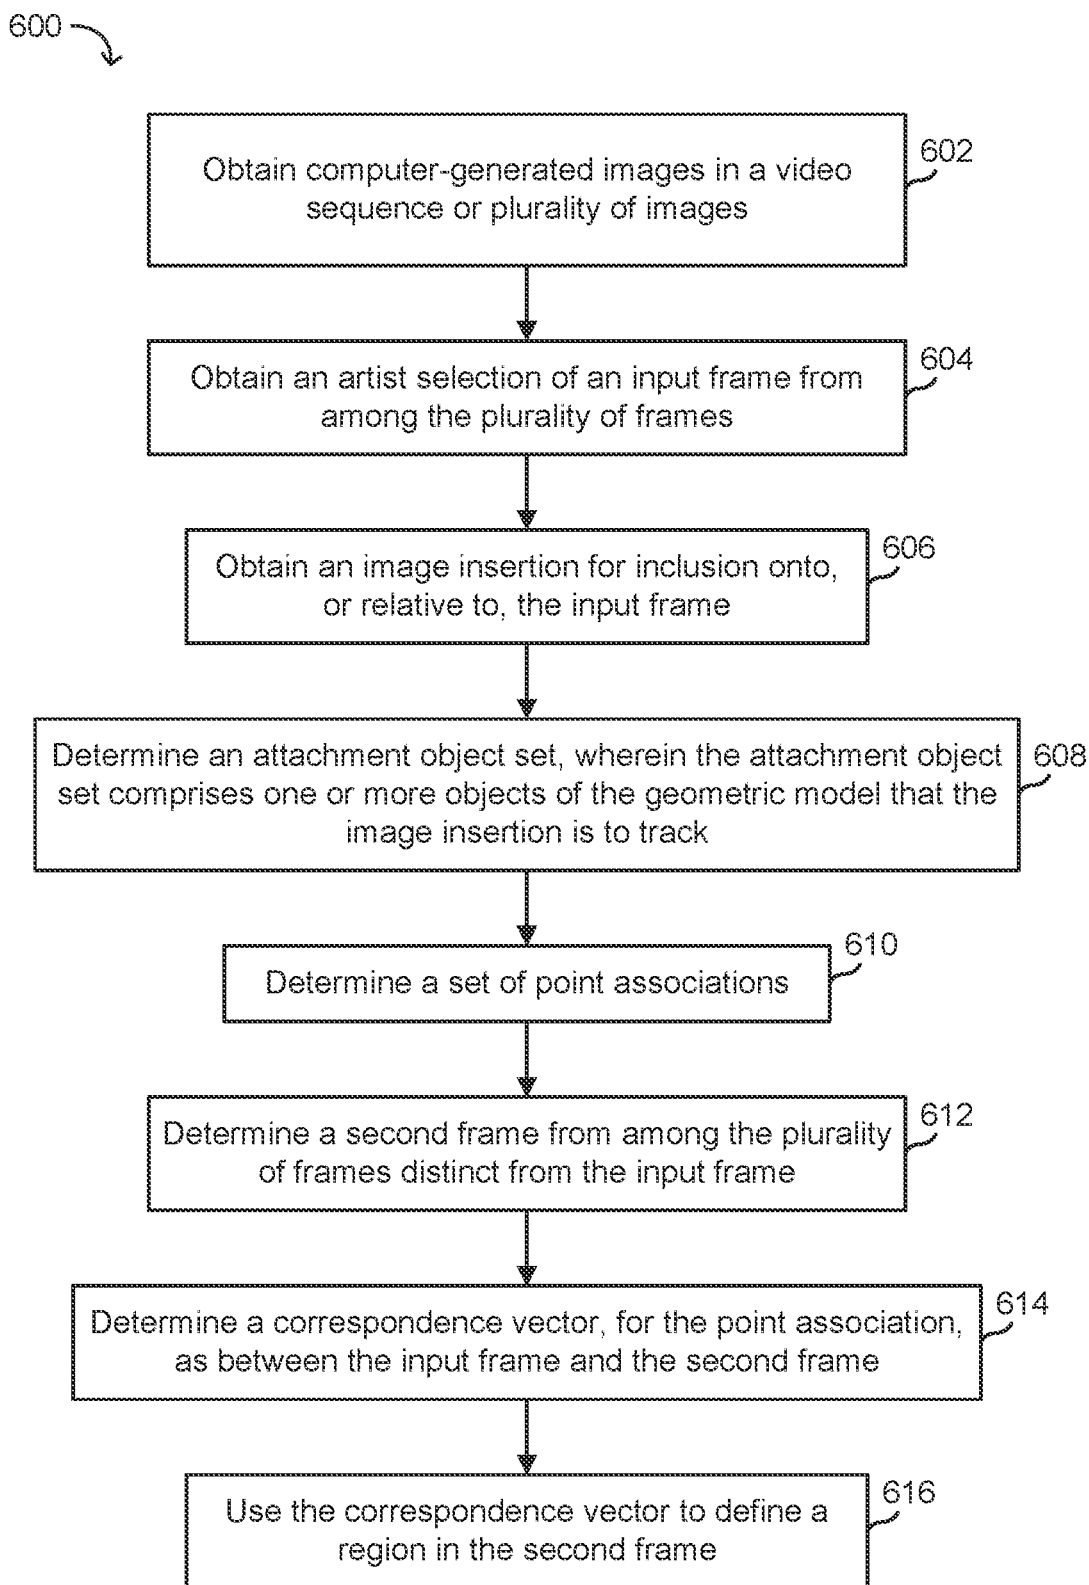 600
Obtain computer-generated images in a video
sequence or plurality of images
602
Obtain an artist selection of an input frame from
among the plurality of frames
604
Obtain an image insertion for inclusion onto,
or relative to, the input frame
606
Determine an attachment object set, wherein the attachment object
set comprises one or more objects of the geometric model that the
image insertion is to track
608
Determine a set of point associations
610
Determine a second frame from among the plurality
of frames distinct from the input frame
612
Determine a correspondence vector, for the point association,
as between the input frame and the second frame
614
Use the correspondence vector to define a
region in the second frame
616